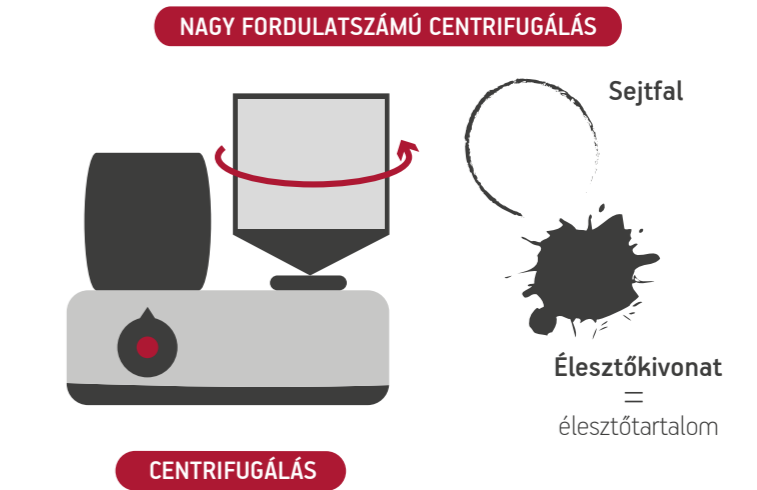 NAGY FORDULATSZÁMÚ CENTRIFUGÁLÁS
Sejtfal
Élesztőkivonat
=
élesztőtartalom
CENTRIFUGÁLÁS